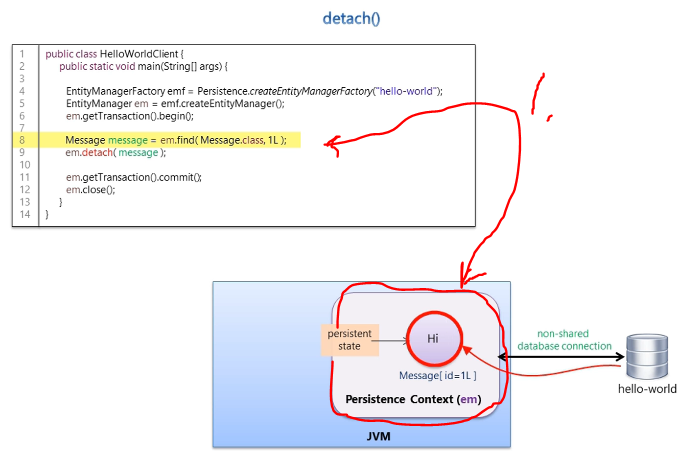 detach()
1 public class HelloWorldClient {
2 public static void main(String[] args) {
3
4 EntityManagerFactory emf = Persistence.createEntityManagerFactory("hello-world");
5 EntityManager em = emf.createEntityManager();
6 em.getTransaction().begin();
7
8 Message message = em.find( Message.class, 1L );
9 em.detach( message );
10
11 em.getTransaction().commit();
12 em.close();
13 }
14 }
persistent
state
Hi
Message[ id=1L ]
Persistence Context (em)
JVM
non-shared
database connection
hello-world